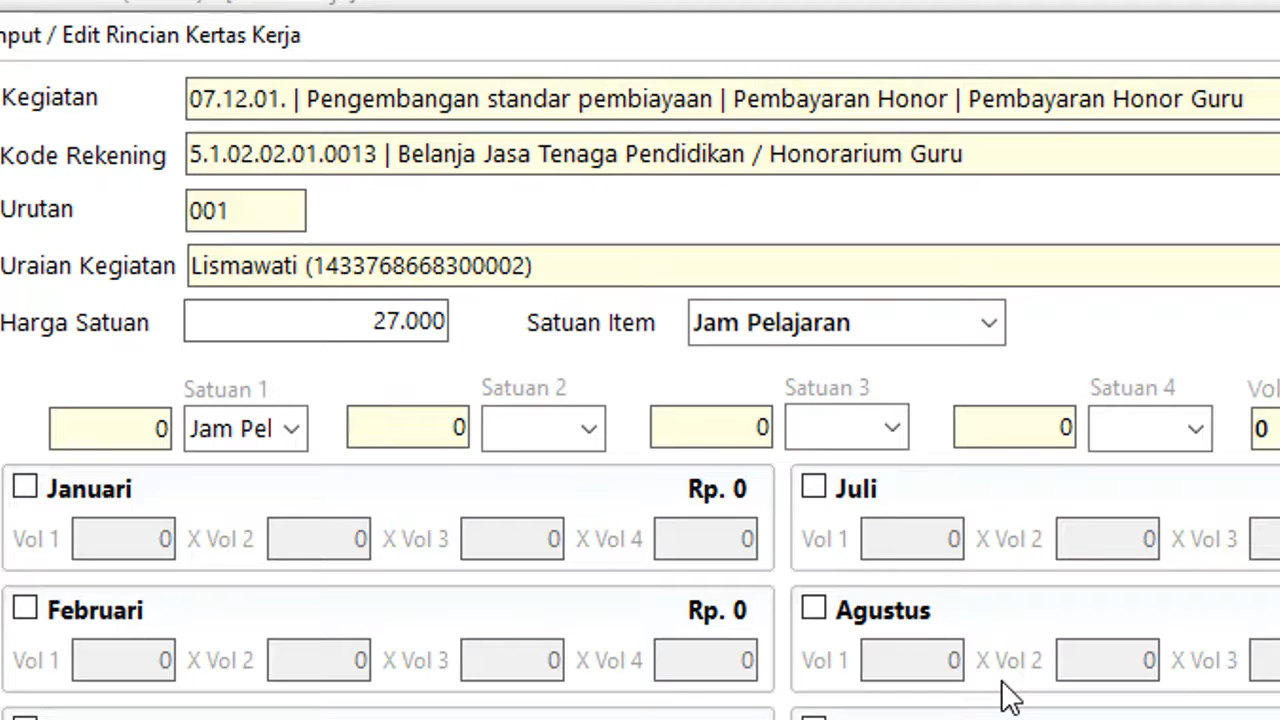 nput / Edit Rincian Kertas Kerja
Kegiatan 07.12.01. | Pengembangan standar pembiayaan | Pembayaran Honor | Pembayaran Honor Guru
Kode Rekening 5.1.02.02.01.0013 | Belanja Jasa Tenaga Pendidikan / Honorarium Guru
Urutan 001
Uraian Kegiatan Lismawati (1433768668300002)
Harga Satuan 27.000 Satuan Item Jam Pelajaran
Satuan 1 Satuan 2 Satuan 3 Satuan 4 Vol
0 Jam Pel 0 0 0 0
Januari Rp. 0 Juli
Vol 1 0 X Vol 2 0 X Vol 3 0 X Vol 4 0 Vol 1 0 X Vol 2 0 X Vol 3
Februari Rp. 0 Agustus
Vol 1 0 X Vol 2 0 X Vol 3 0 X Vol 4 0 Vol 1 0 X Vol 2 0 X Vol 3